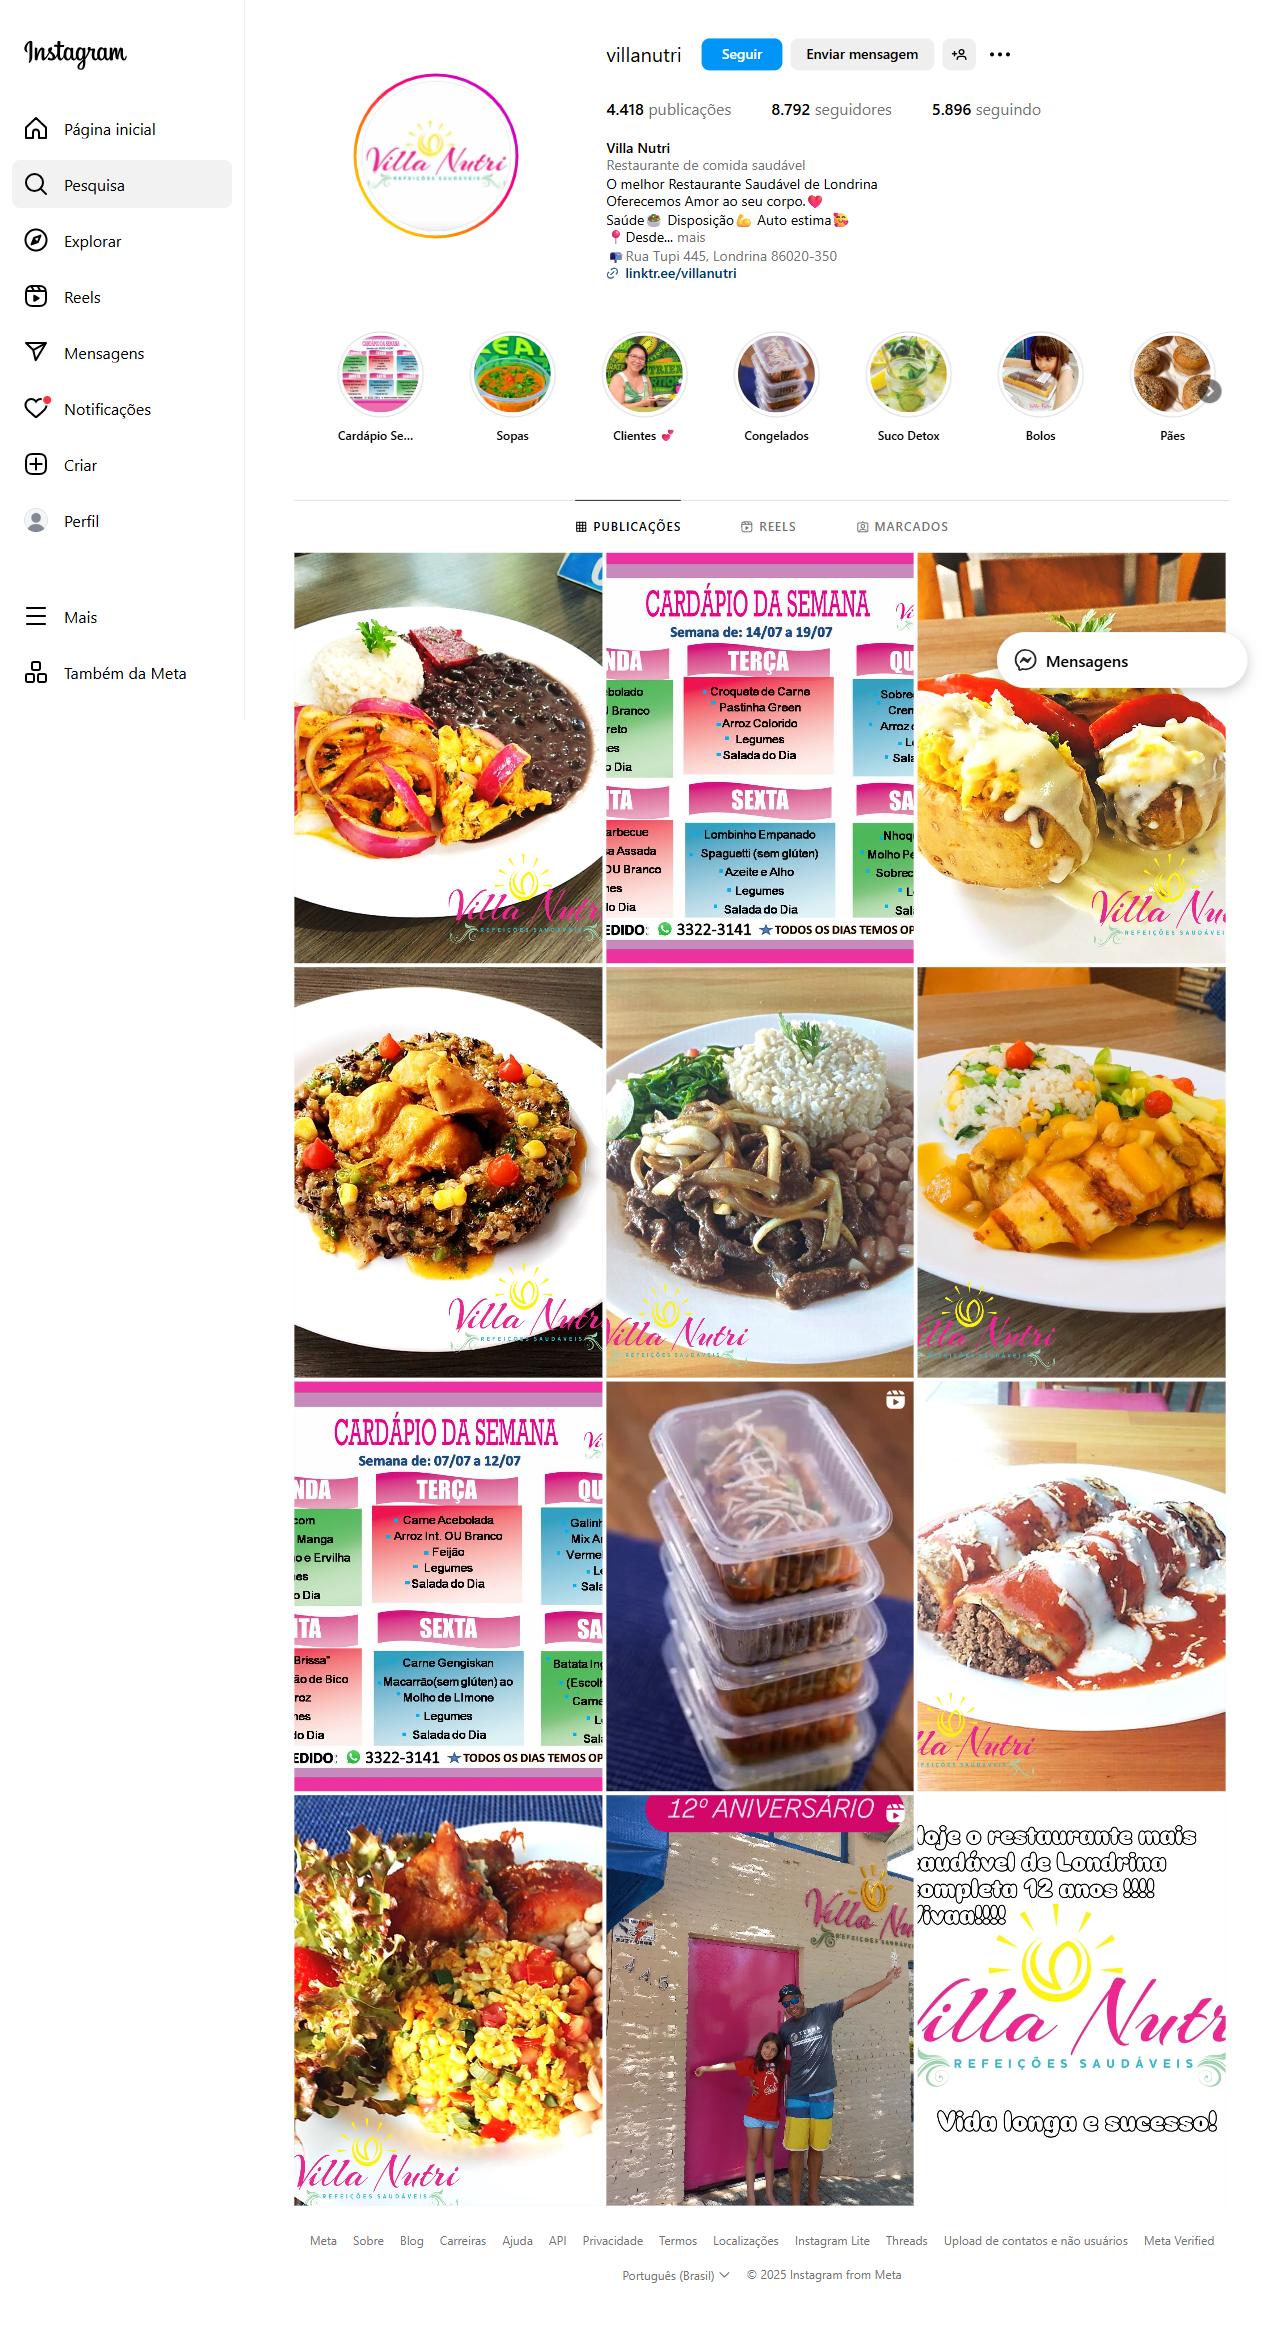 Instagram
Página inicial
Pesquisa
Explorar
Reels
Mensagens
Notificações
Criar
Perfil
Mais
Também da Meta
villanutri
Seguir
Enviar mensagem
4.418 publicações
8.792 seguidores
5.896 seguindo
Villa Nutri
Restaurante de comida saudável
O melhor Restaurante Saudável de Londrina
Oferecemos Amor ao seu corpo.💖
Saúde🥗 Disposição💪 Auto estima🥰
📍Desde... mais
📭Rua Tupi 445, Londrina 86020-350
linktr.ee/villanutri
Villa Nutri
REFEIÇÕES SAUDÁVEIS
Cardápio Se...
Sopas
Clientes 💕
Congelados
Suco Detox
Bolos
Pães
PUBLICAÇÕES
REELS
MARCADOS
Villa Nutri
REFEIÇÕES SAUDÁVEIS
CARDÁPIO DA SEMANA
Semana de: 14/07 a 19/07
NDA
TERÇA
QU
ebolado
U Branco
reto
es
o Dia
Croquete de Carne
Pastinha Green
Arroz Colorido
Legumes
Salada do Dia
Sobre
Cren
Arroz c
L
Sala
TA
SEXTA
SA
arbecue
sa Assada
OU Branco
nes
lo Dia
Lombinho Empanado
Spaguetti (sem glúten)
Azeite e Alho
Legumes
Salada do Dia
Nhoq
Molho Pe
Sobrec
L
Sal
EDIDO: 3322-3141 TODOS OS DIAS TEMOS OP
Villa Nu
REFEIÇÕES SAUDÁVEI
Mensagens
Villa Nutri
REFEIÇÕES SAUDÁVEIS
Villa Nutri
REFEIÇÕES SAUDÁVEIS
Villa Nutri
REFEIÇÕES SAUDÁVEIS
CARDÁPIO DA SEMANA
Semana de: 07/07 a 12/07
NDA
TERÇA
QU
com
Manga
o e Ervilha
es
o Dia
Carne Acebolada
Arroz Int. OU Branco
Feijão
Legumes
Salada do Dia
Galinh
Mix Ar
Verme
Le
Sala
TA
SEXTA
SA
Brissa"
ão de Bico
roz
nes
lo Dia
Carne Gengiskan
Macarrão(sem glúten) ao
Molho de Limone
Legumes
Salada do Dia
Batata Ing
(Escolh
Carne
L
Sal
EDIDO: 3322-3141 TODOS OS DIAS TEMOS OP
lla Nutri
REFEIÇÕES SAUDÁVEIS
Villa Nutri
REFEIÇÕES SAUDÁVEIS
12º ANIVERSÁRIO
Villa Nu
445
Hoje o restaurante mais
saudável de Londrina
completa 12 anos !!!!
Vivaa!!!!
Villa Nutr
REFEIÇÕES SAUDÁVEIS
Vida longa e sucesso!
Meta Sobre Blog Carreiras Ajuda API Privacidade Termos Localizações Instagram Lite Threads Upload de contatos e não usuários Meta Verified
Português (Brasil) © 2025 Instagram from Meta